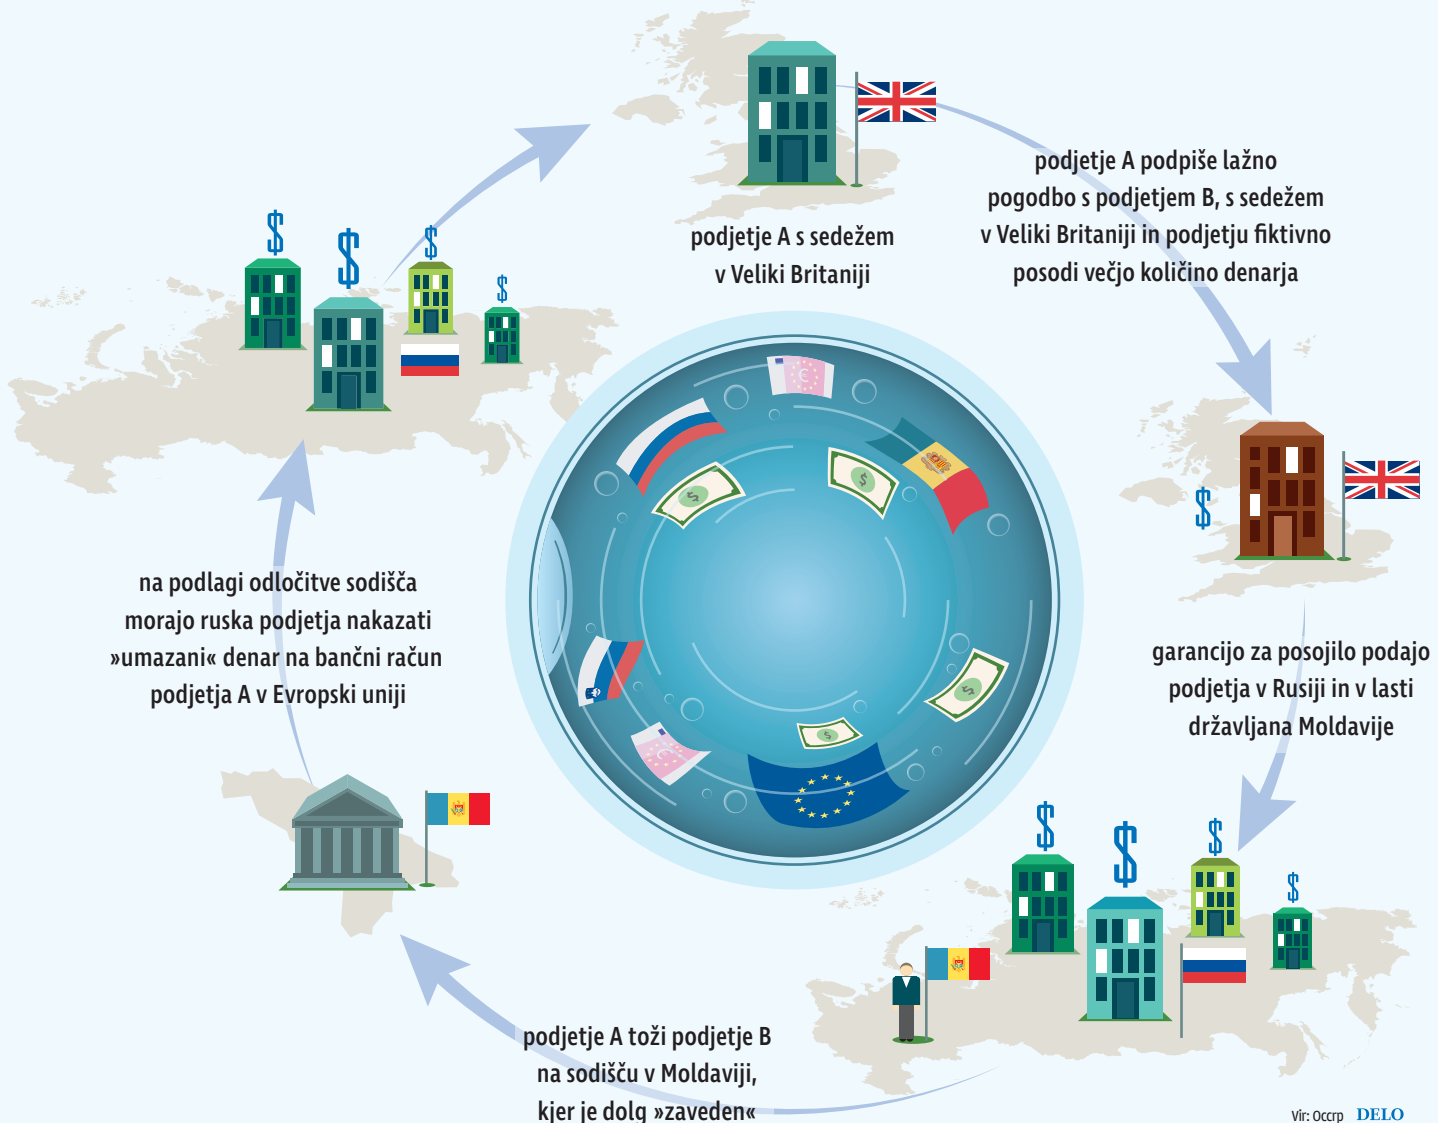 podjetje A s sedežem
v Veliki Britaniji
podjetje A podpiše lažno
pogodbo s podjetjem B, s sedežem
v Veliki Britaniji in podjetju fiktivno
posodi večjo količino denarja
garancijo za posojilo podajo
podjetja v Rusiji in v lasti
državljana Moldavije
podjetje A toži podjetje B
na sodišču v Moldaviji,
kjer je dolg »zaveden«
na podlagi odločitve sodišča
morajo ruska podjetja nakazati
»umazani« denar na bančni račun
podjetja A v Evropski uniji
Vir: Occrp DELO